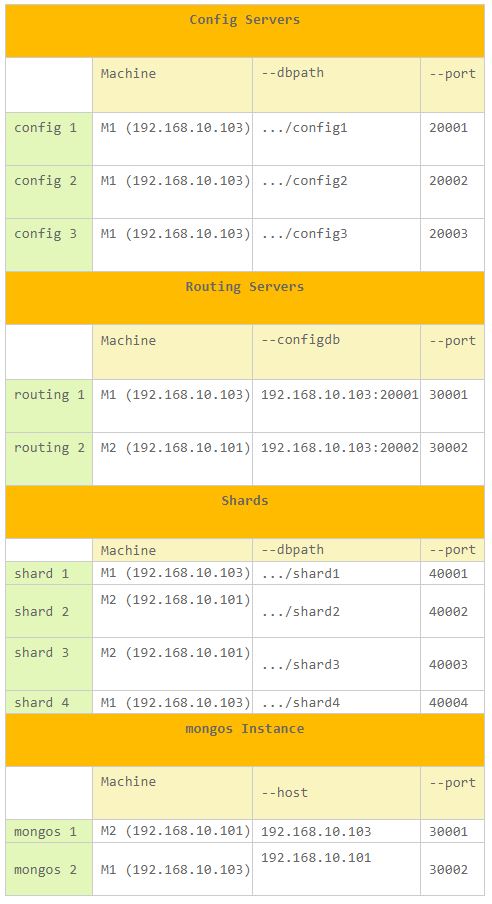 Config Servers
Machine --dbpath --port
config 1 M1 (192.168.10.103) .../config1 20001
config 2 M1 (192.168.10.103) .../config2 20002
config 3 M1 (192.168.10.103) .../config3 20003
Routing Servers
Machine --configdb --port
routing 1 M1 (192.168.10.103) 192.168.10.103:20001 30001
routing 2 M2 (192.168.10.101) 192.168.10.103:20002 30002
Shards
Machine --dbpath --port
shard 1 M1 (192.168.10.103) .../shard1 40001
shard 2 M2 (192.168.10.101) .../shard2 40002
shard 3 M2 (192.168.10.101) .../shard3 40003
shard 4 M1 (192.168.10.103) .../shard4 40004
mongos Instance
Machine --host --port
mongos 1 M2 (192.168.10.101) 192.168.10.103 30001
mongos 2 M1 (192.168.10.103) 192.168.10.101 30002